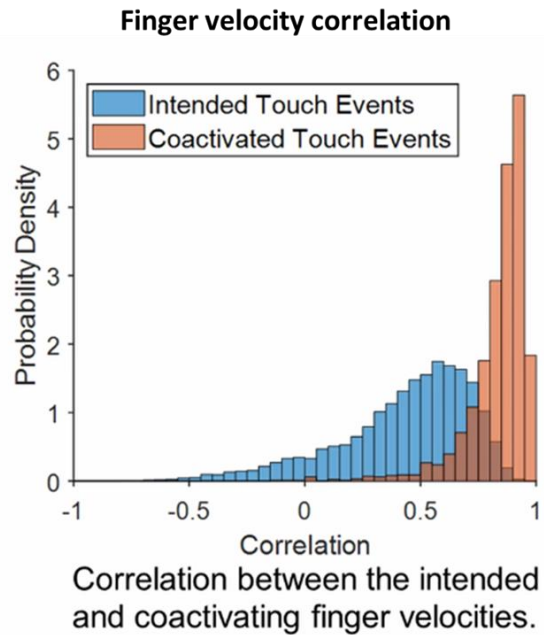 Finger velocity correlation
6
Intended Touch Events
Coactivated Touch Events
5
4
3
2
1
0
Probability Density
-1 -0.5 0 0.5 1
Correlation
Correlation between the intended
and coactivating finger velocities.